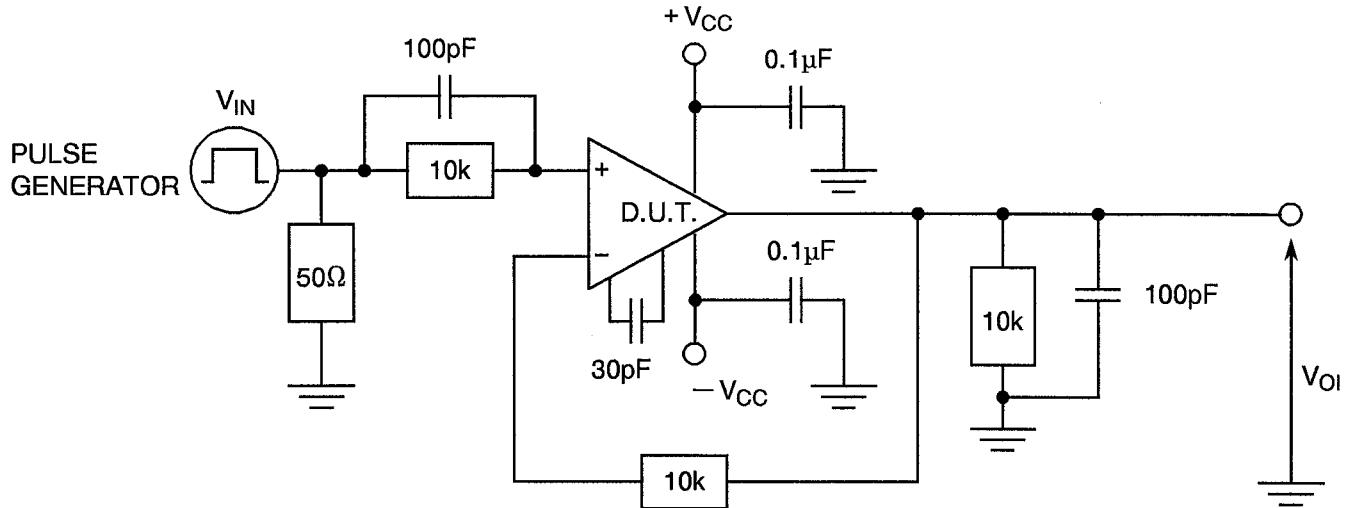 +VCC
100pF
0.1µF
VIN
PULSE
GENERATOR
10k
+
D.U.T.
50Ω
−
0.1µF
10k
100pF
30pF
−VCC
VOI
10k